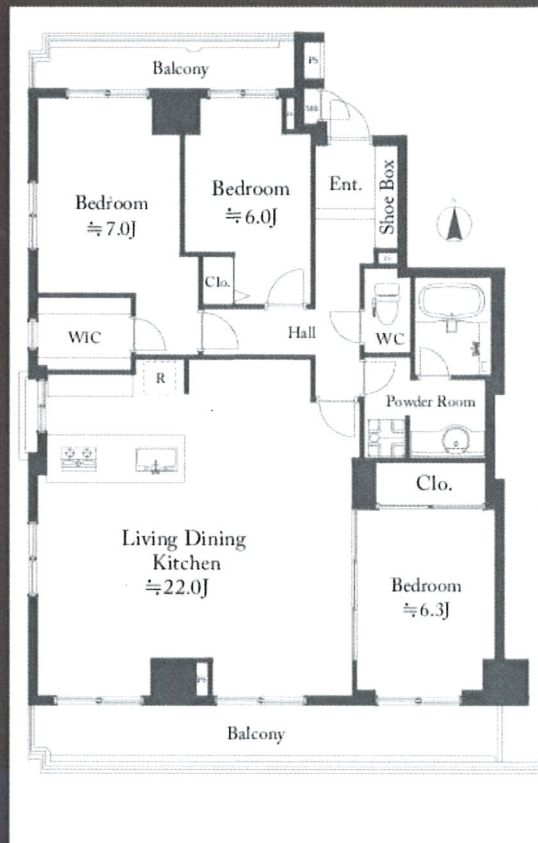 Balcony
PS
MB
Bedroom
≒7.0J
Bedroom
≒6.0J
Ent.
Shoe Box
Clo.
WIC
Hall
WC
R
Powder Room
Clo.
Living Dining
Kitchen
≒22.0J
Bedroom
≒6.3J
PS
Balcony